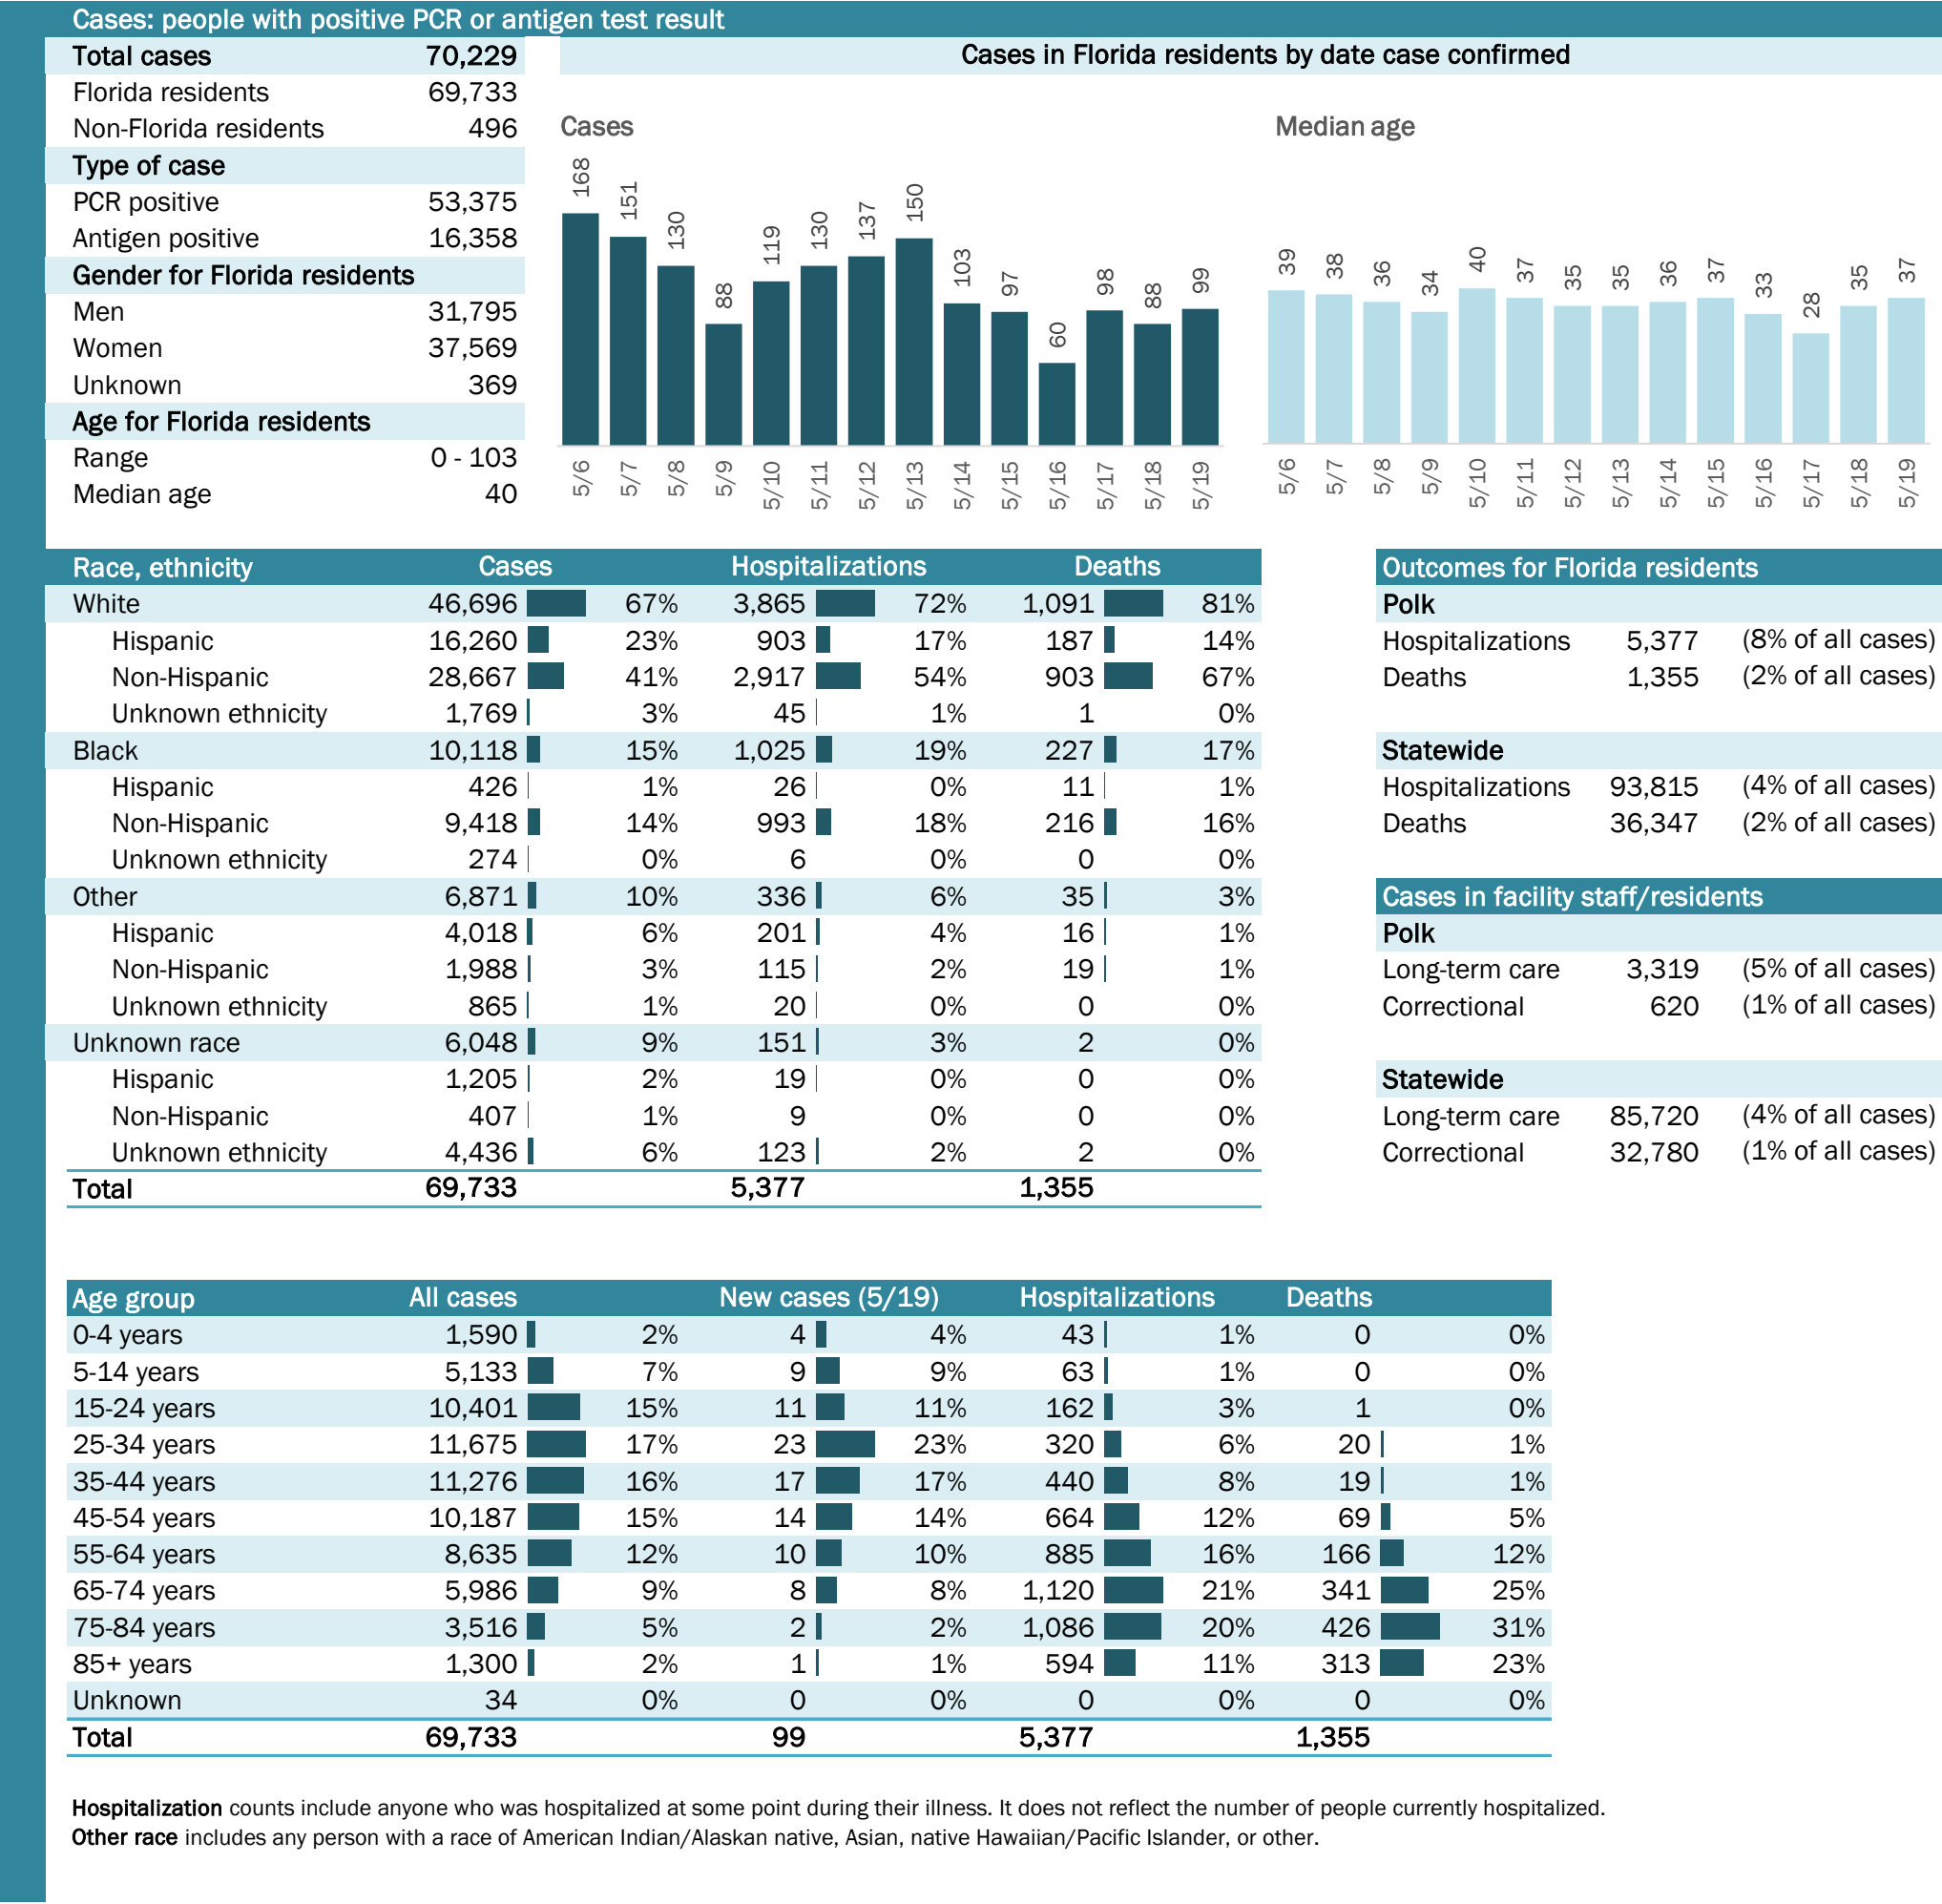 Cases: people with positive PCR or antigen test result
Total cases 70,229
Florida residents 69,733
Non-Florida residents 496
Type of case
PCR positive 53,375
Antigen positive 16,358
Gender for Florida residents
Men 31,795
Women 37,569
Unknown 369
Age for Florida residents
Range 0 - 103
Median age 40
Cases in Florida residents by date case confirmed
Cases
168 151 130 88 119 130 137 150 103 97 60 98 88 99
5/6 5/7 5/8 5/9 5/10 5/11 5/12 5/13 5/14 5/15 5/16 5/17 5/18 5/19
Median age
39 38 36 34 40 37 35 35 36 37 33 28 35 37
5/6 5/7 5/8 5/9 5/10 5/11 5/12 5/13 5/14 5/15 5/16 5/17 5/18 5/19
Race, ethnicity Cases Hospitalizations Deaths
White 46,696 67% 3,865 72% 1,091 81%
Hispanic 16,260 23% 903 17% 187 14%
Non-Hispanic 28,667 41% 2,917 54% 903 67%
Unknown ethnicity 1,769 3% 45 1% 1 0%
Black 10,118 15% 1,025 19% 227 17%
Hispanic 426 1% 26 0% 11 1%
Non-Hispanic 9,418 14% 993 18% 216 16%
Unknown ethnicity 274 0% 6 0% 0 0%
Other 6,871 10% 336 6% 35 3%
Hispanic 4,018 6% 201 4% 16 1%
Non-Hispanic 1,988 3% 115 2% 19 1%
Unknown ethnicity 865 1% 20 0% 0 0%
Unknown race 6,048 9% 151 3% 2 0%
Hispanic 1,205 2% 19 0% 0 0%
Non-Hispanic 407 1% 9 0% 0 0%
Unknown ethnicity 4,436 6% 123 2% 2 0%
Total 69,733 5,377 1,355
Outcomes for Florida residents
Polk
Hospitalizations 5,377 (8% of all cases)
Deaths 1,355 (2% of all cases)
Statewide
Hospitalizations 93,815 (4% of all cases)
Deaths 36,347 (2% of all cases)
Cases in facility staff/residents
Polk
Long-term care 3,319 (5% of all cases)
Correctional 620 (1% of all cases)
Statewide
Long-term care 85,720 (4% of all cases)
Correctional 32,780 (1% of all cases)
Age group All cases New cases (5/19) Hospitalizations Deaths
0-4 years 1,590 2% 4 4% 43 1% 0 0%
5-14 years 5,133 7% 9 9% 63 1% 0 0%
15-24 years 10,401 15% 11 11% 162 3% 1 0%
25-34 years 11,675 17% 23 23% 320 6% 20 1%
35-44 years 11,276 16% 17 17% 440 8% 19 1%
45-54 years 10,187 15% 14 14% 664 12% 69 5%
55-64 years 8,635 12% 10 10% 885 16% 166 12%
65-74 years 5,986 9% 8 8% 1,120 21% 341 25%
75-84 years 3,516 5% 2 2% 1,086 20% 426 31%
85+ years 1,300 2% 1 1% 594 11% 313 23%
Unknown 34 0% 0 0% 0 0% 0 0%
Total 69,733 99 5,377 1,355
Hospitalization counts include anyone who was hospitalized at some point during their illness. It does not reflect the number of people currently hospitalized.
Other race includes any person with a race of American Indian/Alaskan native, Asian, native Hawaiian/Pacific Islander, or other.